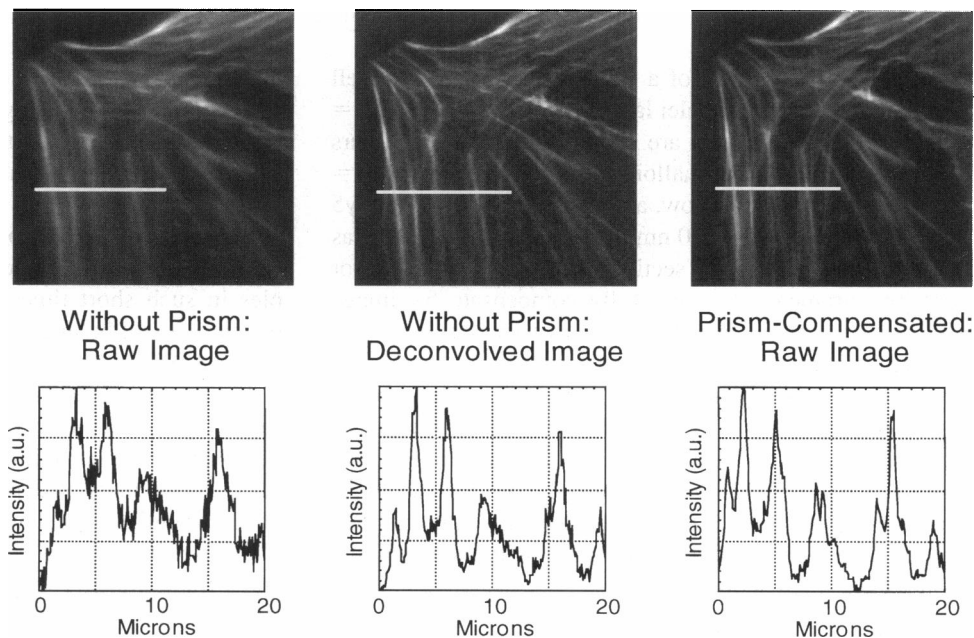 Without Prism:
Raw Image
Without Prism:
Deconvolved Image
Prism-Compensated:
Raw Image
Intensity (a.u.)
0 10 20
Microns
Intensity (a.u.)
0 10 20
Microns
Intensity (a.u.)
0 10 20
Microns